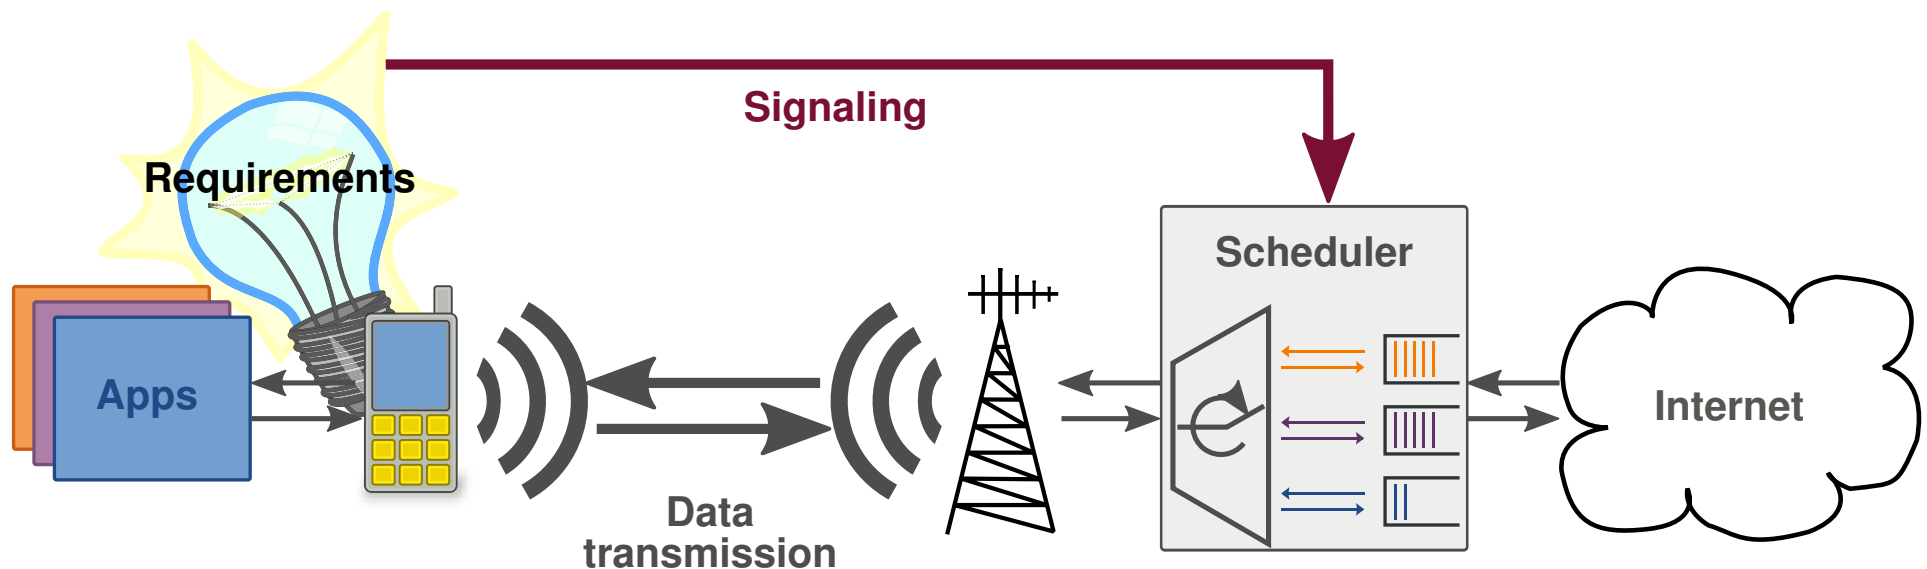 Signaling
Requirements
Scheduler
Apps
Internet
Data
transmission